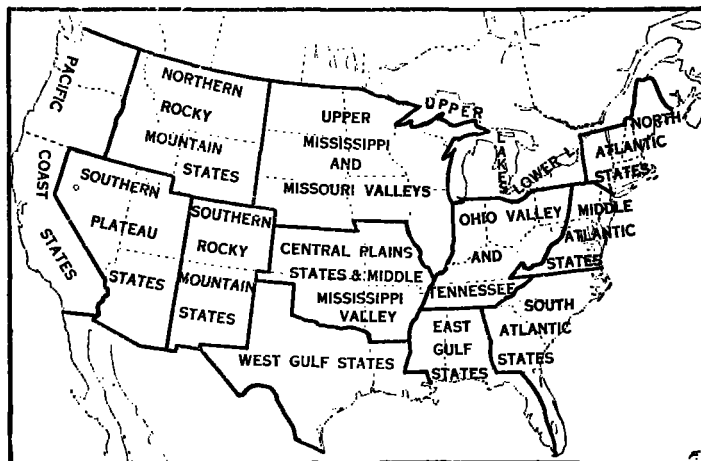 PACIFIC
COAST
STATES
NORTHERN
ROCKY
MOUNTAIN
STATES
UPPER
MISSISSIPPI
AND
MISSOURI VALLEYS
UPPER
LAKES
LOWER L.
NORTH
ATLANTIC
STATES
SOUTHERN
PLATEAU
STATES
SOUTHERN
ROCKY
MOUNTAIN
STATES
CENTRAL PLAINS
STATES & MIDDLE
MISSISSIPPI
VALLEY
OHIO VALLEY
AND
TENNESSEE
MIDDLE
ATLANTIC
STATES
WEST GULF STATES
EAST
GULF
STATES
SOUTH
ATLANTIC
STATES